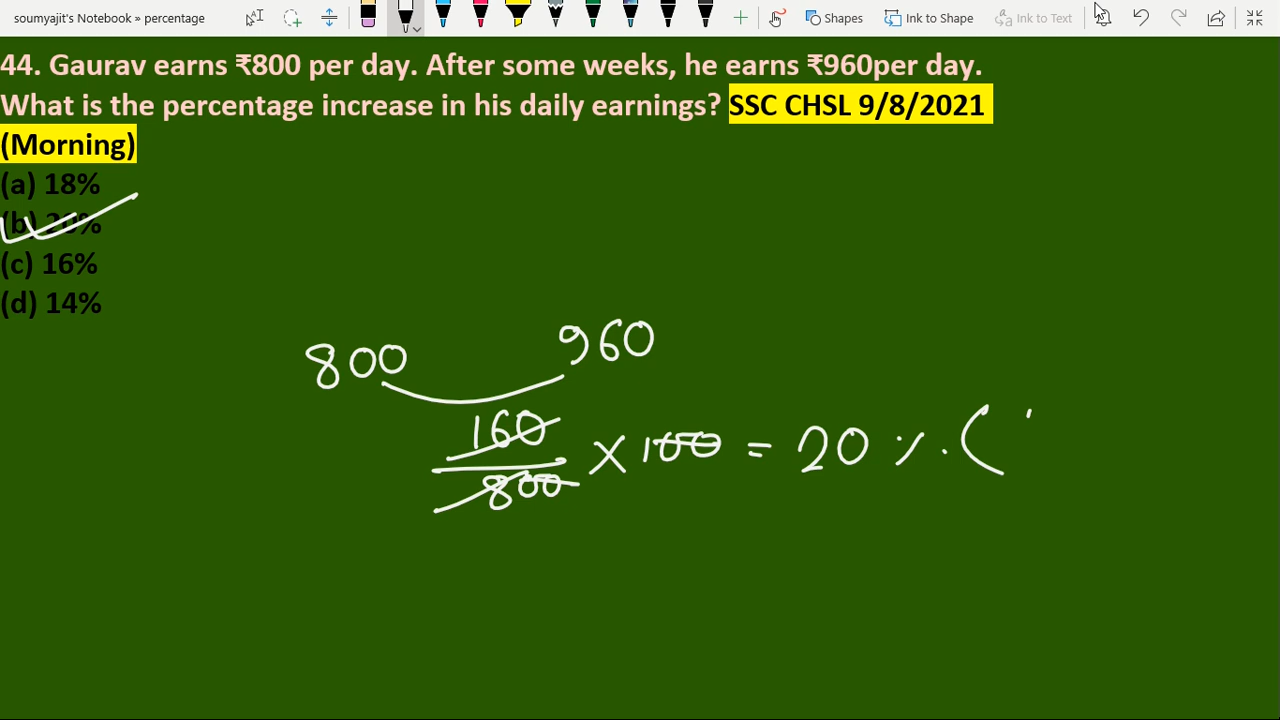 soumyajit's Notebook » percentage
Shapes
Ink to Shape
Ink to Text
44. Gaurav earns ₹800 per day. After some weeks, he earns ₹960per day.
What is the percentage increase in his daily earnings? SSC CHSL 9/8/2021
(Morning)
(a) 18%
(b) 20%
(c) 16%
(d) 14%
800 960
160
800
× 100 = 20 %. (